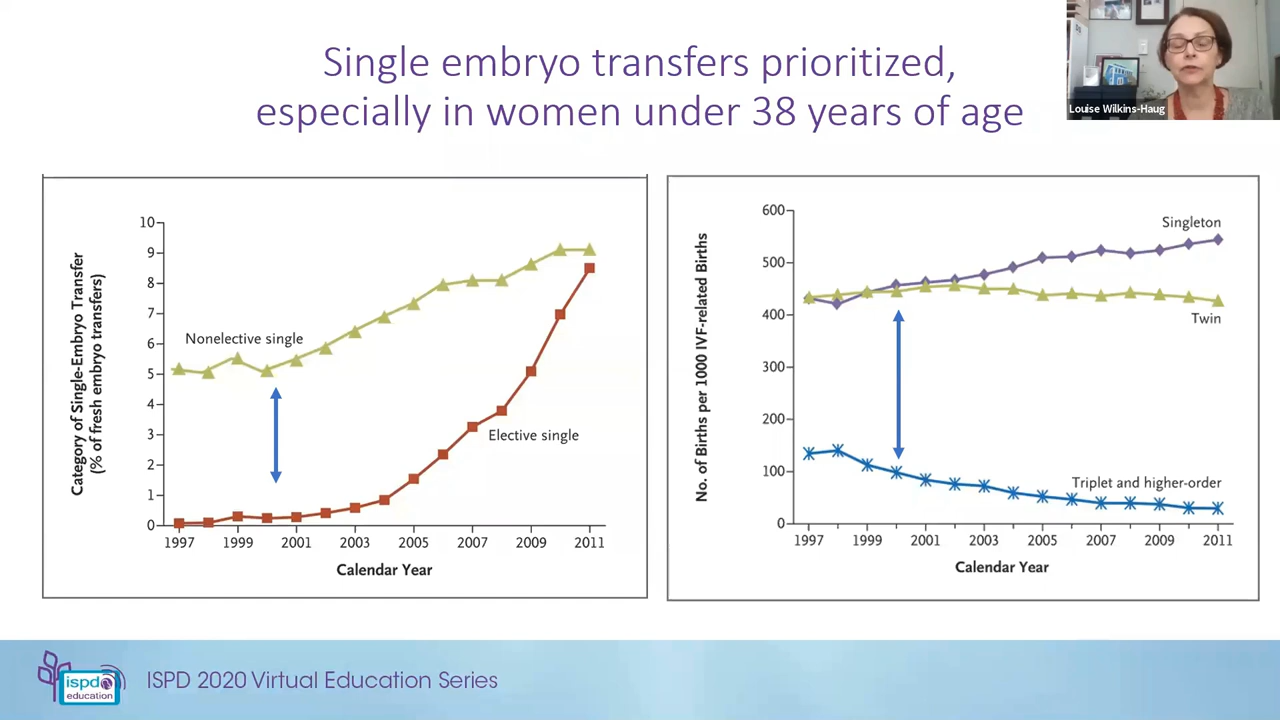 Single embryo transfers prioritized,
especially in women under 38 years of age
Louise Wilkins-Haug
Category of Single-Embryo Transfer
(% of fresh embryo transfers)
10
9
8
7
6
5
4
3
2
1
0
Nonelective single
Elective single
1997
1999
2001
2003
2005
2007
2009
2011
Calendar Year
No. of Births per 1000 IVF-related Births
600
500
400
300
200
100
0
Singleton
Twin
Triplet and higher-order
1997
1999
2001
2003
2005
2007
2009
2011
Calendar Year
ispd
education
ISPD 2020 Virtual Education Series